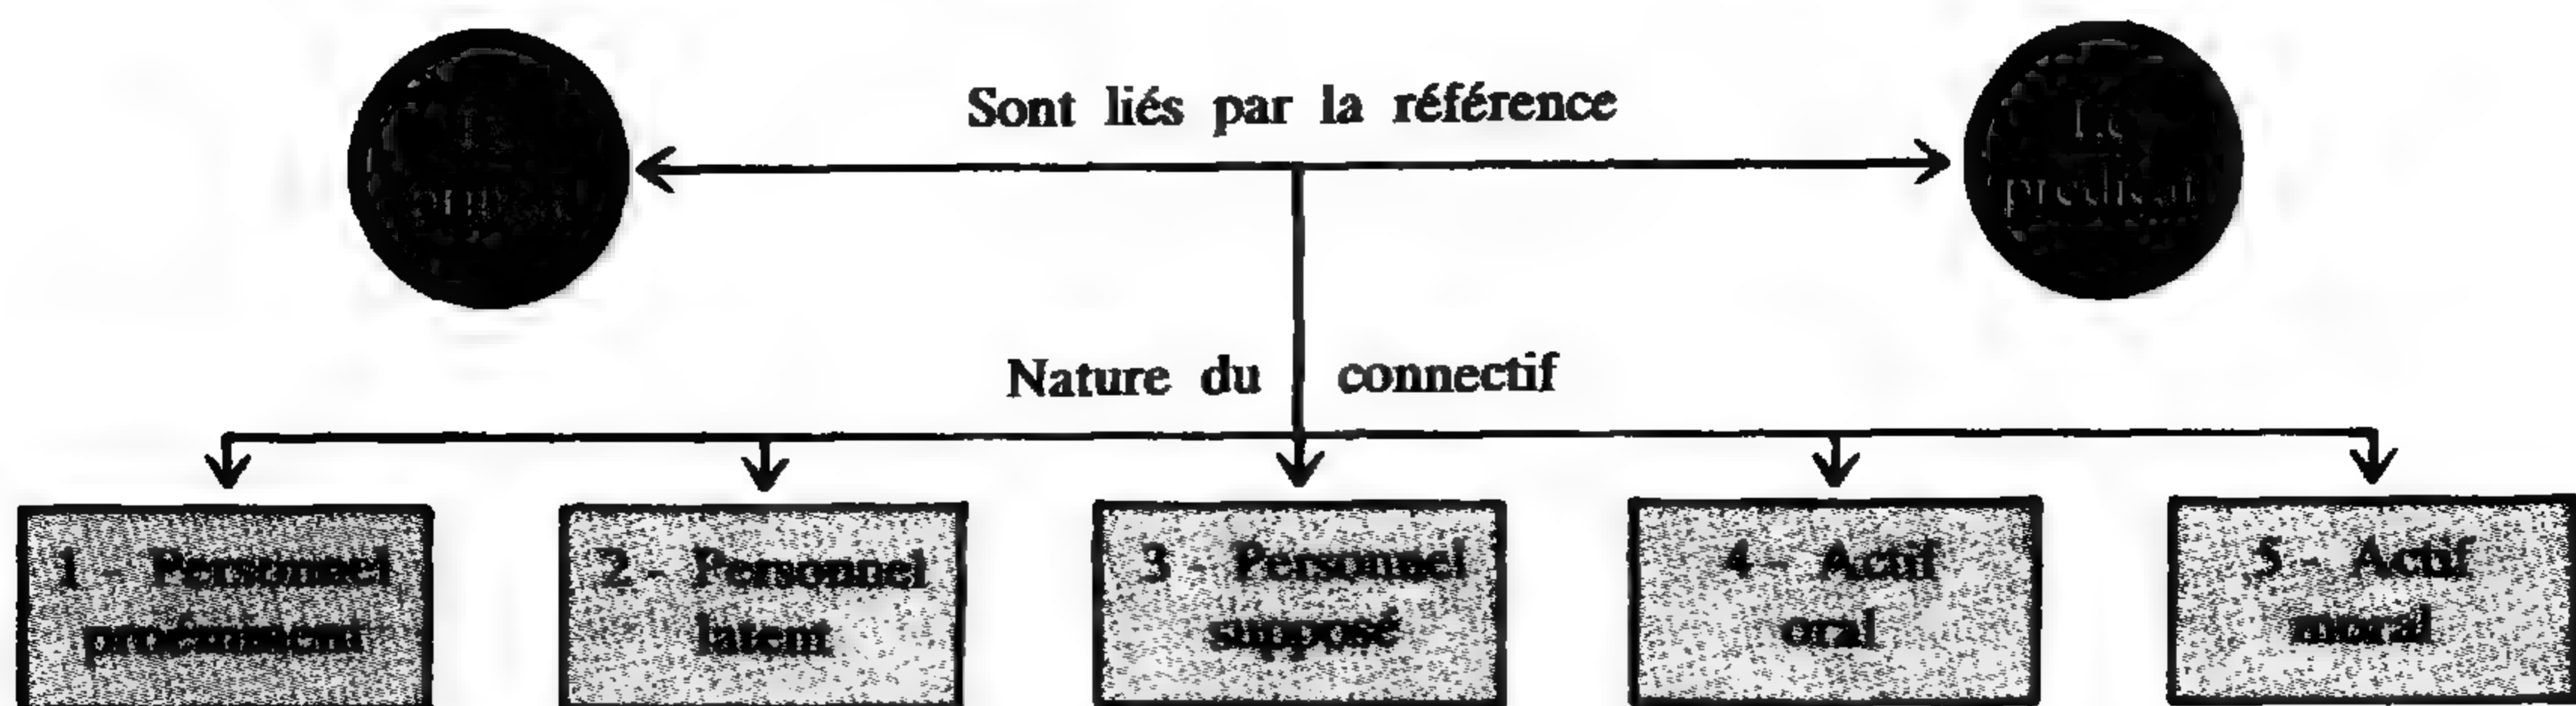 Sont liés par la référence
Le
prédicat
Nature du connectif
1 - Personnel
proéminent
2 - Personnel
latent
3 - Personnel
supposé
4 - Actif
oral
5 - Actif
moral